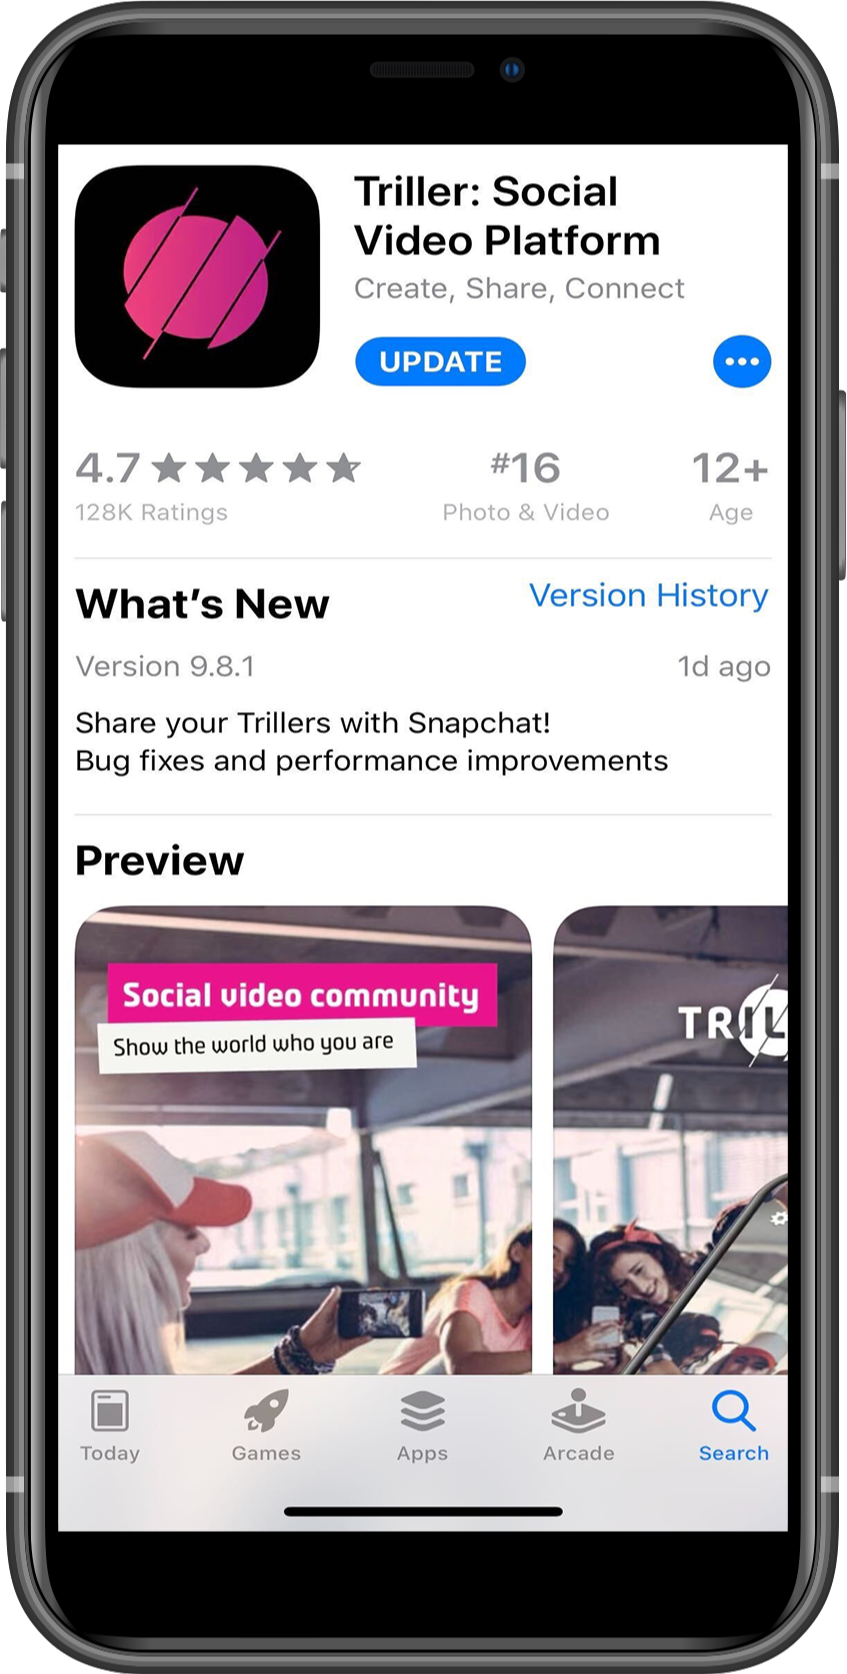 Triller: Social
Video Platform
Create, Share, Connect
UPDATE
4.7
#16
12+
128K Ratings
Photo & Video
Age
What's New
Version History
Version 9.8.1
1d ago
Share your Trillers with Snapchat!
Bug fixes and performance improvements
Preview
Social video community
Show the world who you are
TRIL
Today
Games
Apps
Arcade
Search